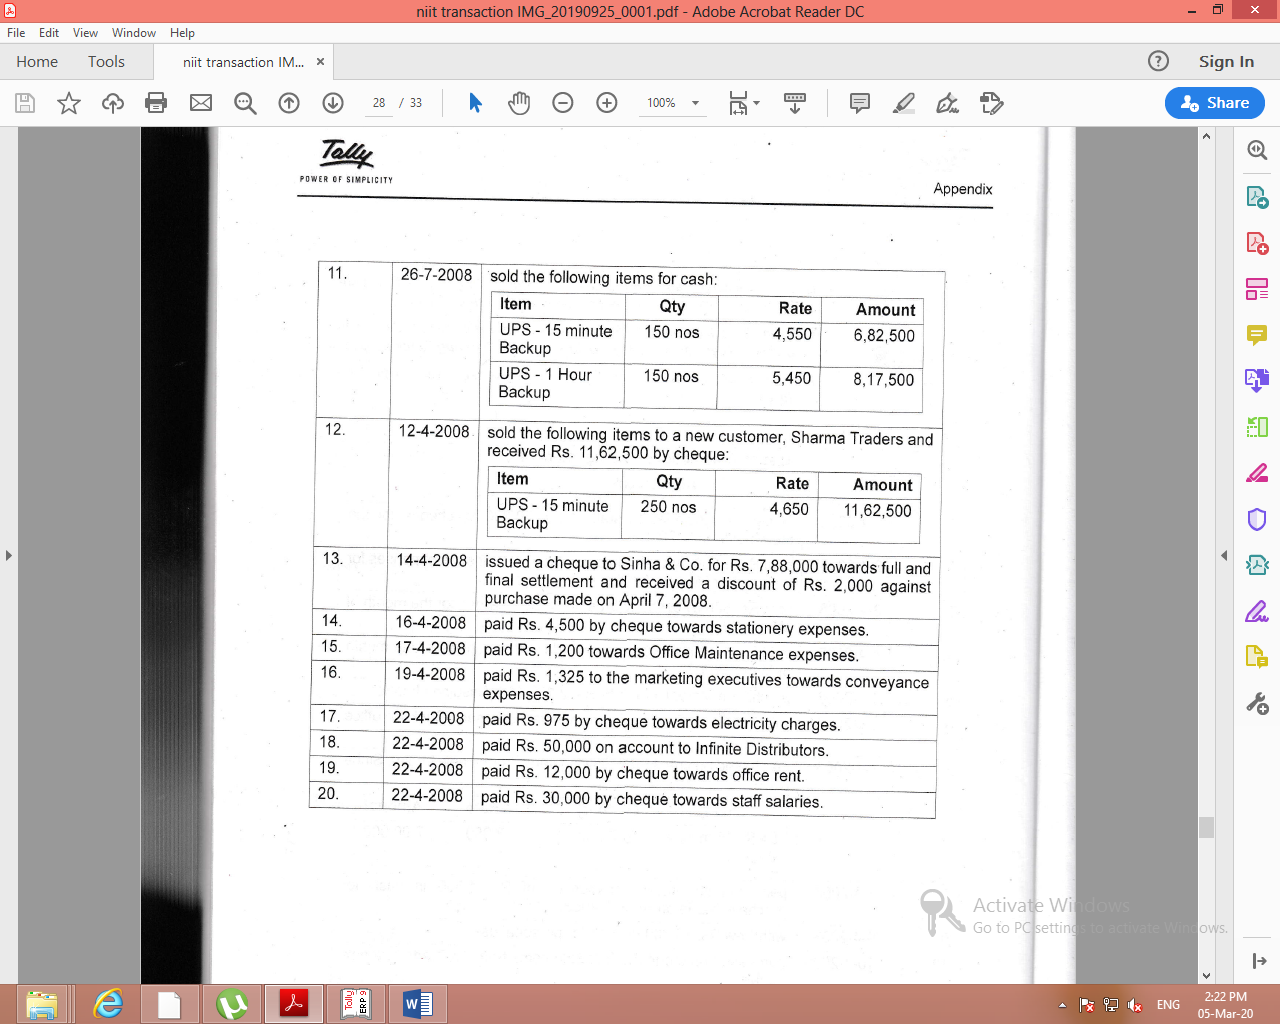 niit transaction IMG_20190925_0001.pdf - Adobe Acrobat Reader DC
File Edit View Window Help
Home Tools niit transaction IM... × Sign In
28 / 33 100% Share
Tally
POWER OF SIMPLICITY
Appendix
11. 26-7-2008 sold the following items for cash:
Item Qty Rate Amount
UPS - 15 minute 150 nos 4,550 6,82,500
Backup
UPS - 1 Hour 150 nos 5,450 8,17,500
Backup
12. 12-4-2008 sold the following items to a new customer, Sharma Traders and
received Rs. 11,62,500 by cheque:
Item Qty Rate Amount
UPS - 15 minute 250 nos 4,650 11,62,500
Backup
13. 14-4-2008 issued a cheque to Sinha & Co. for Rs. 7,88,000 towards full and
final settlement and received a discount of Rs. 2,000 against
purchase made on April 7, 2008.
14. 16-4-2008 paid Rs. 4,500 by cheque towards stationery expenses.
15. 17-4-2008 paid Rs. 1,200 towards Office Maintenance expenses.
16. 19-4-2008 paid Rs. 1,325 to the marketing executives towards conveyance
expenses.
17. 22-4-2008 paid Rs. 975 by cheque towards electricity charges.
18. 22-4-2008 paid Rs. 50,000 on account to Infinite Distributors.
19. 22-4-2008 paid Rs. 12,000 by cheque towards office rent.
20. 22-4-2008 paid Rs. 30,000 by cheque towards staff salaries.
Activate Windows
Go to PC settings to activate Windows.
Tally
ERP 9
ENG 2:22 PM
05-Mar-20